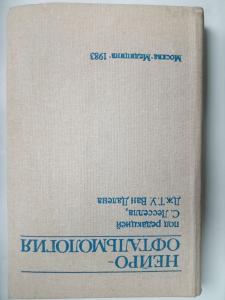 НЕЙРО-
ОФТАЛЬМОЛОГИЯ
под редакцией
С. Лесселла,
Дж.Т.У. Ван Далена
Москва·Медицина·1983